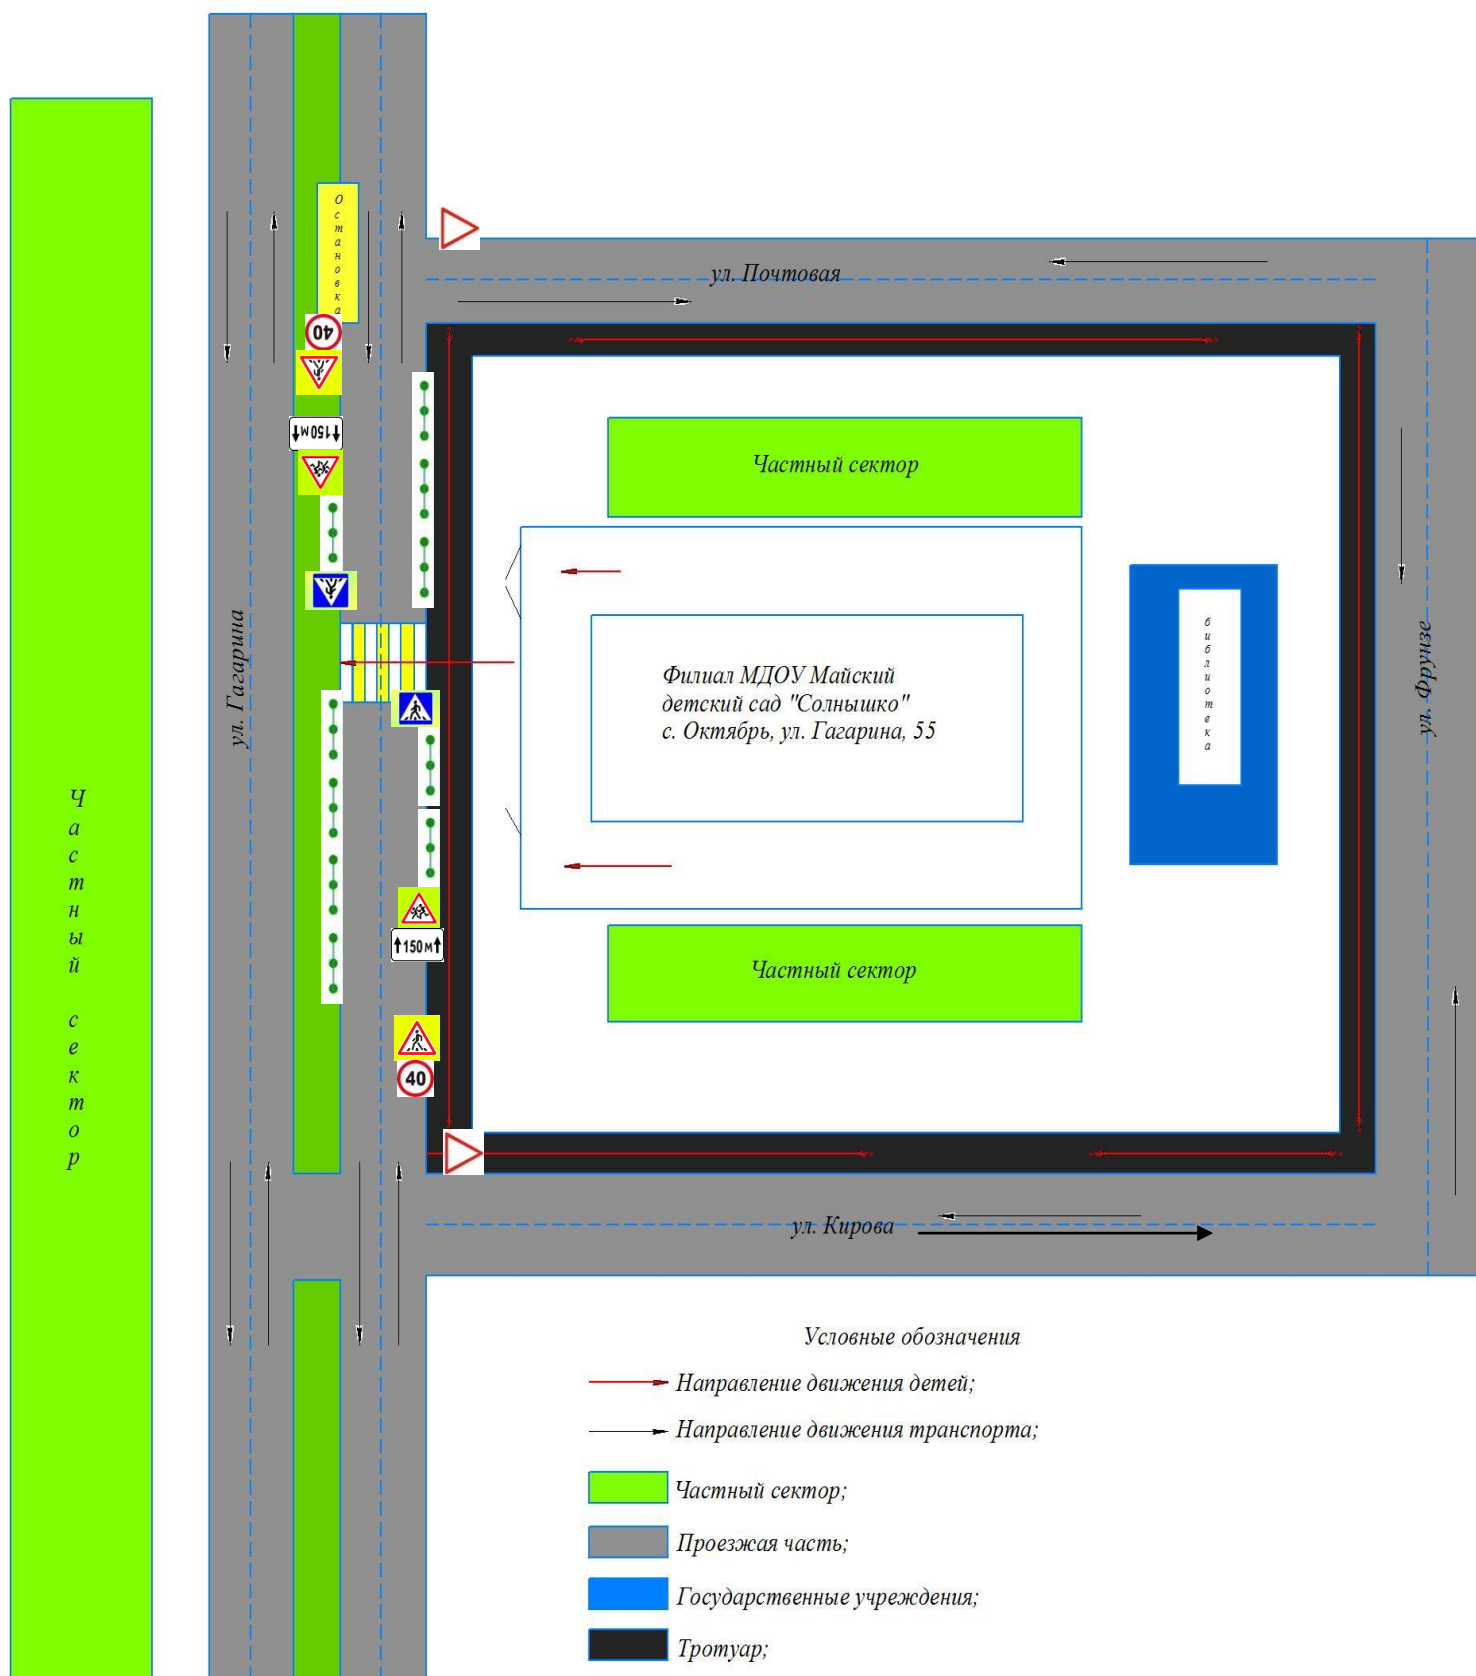 Остановка
40
ул. Почтовая
150м
Частный сектор
ул. Гагарина
Филиал МДОУ Майский
детский сад "Солнышко"
с. Октябрь, ул. Гагарина, 55
библиотека
ул. Фрунзе
Частный сектор
150м
Частный сектор
40
ул. Кирова
Условные обозначения
Направление движения детей;
Направление движения транспорта;
Частный сектор;
Проезжая часть;
Государственные учреждения;
Тротуар;